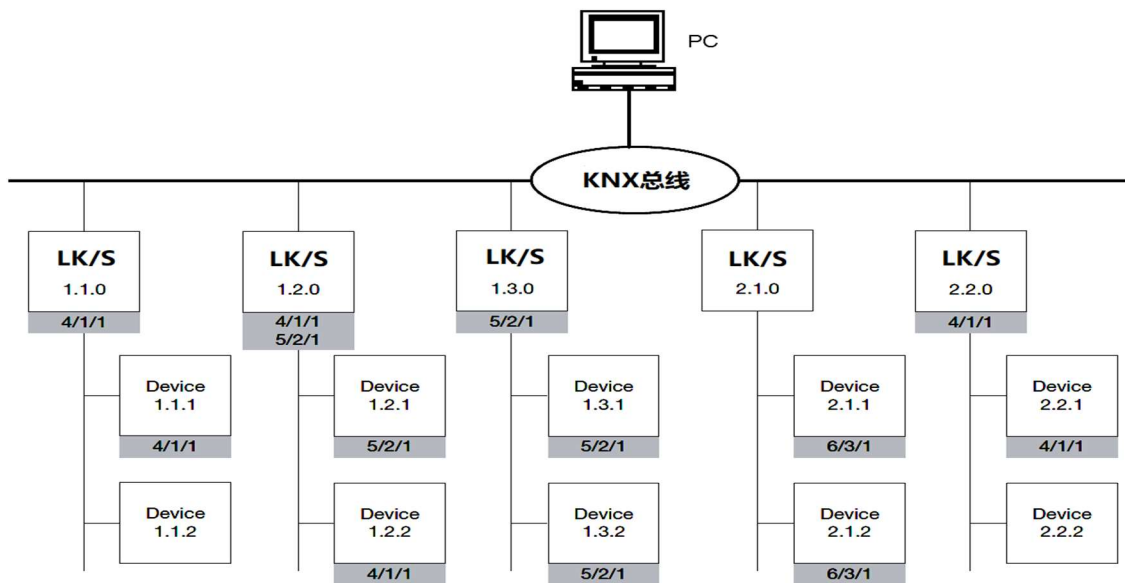 PC
KNX总线
LK/S
1.1.0
4/1/1
LK/S
1.2.0
4/1/1
5/2/1
LK/S
1.3.0
5/2/1
LK/S
2.1.0
LK/S
2.2.0
4/1/1
Device
1.1.1
4/1/1
Device
1.2.1
5/2/1
Device
1.3.1
5/2/1
Device
2.1.1
6/3/1
Device
2.2.1
4/1/1
Device
1.1.2
Device
1.2.2
4/1/1
Device
1.3.2
5/2/1
Device
2.1.2
6/3/1
Device
2.2.2